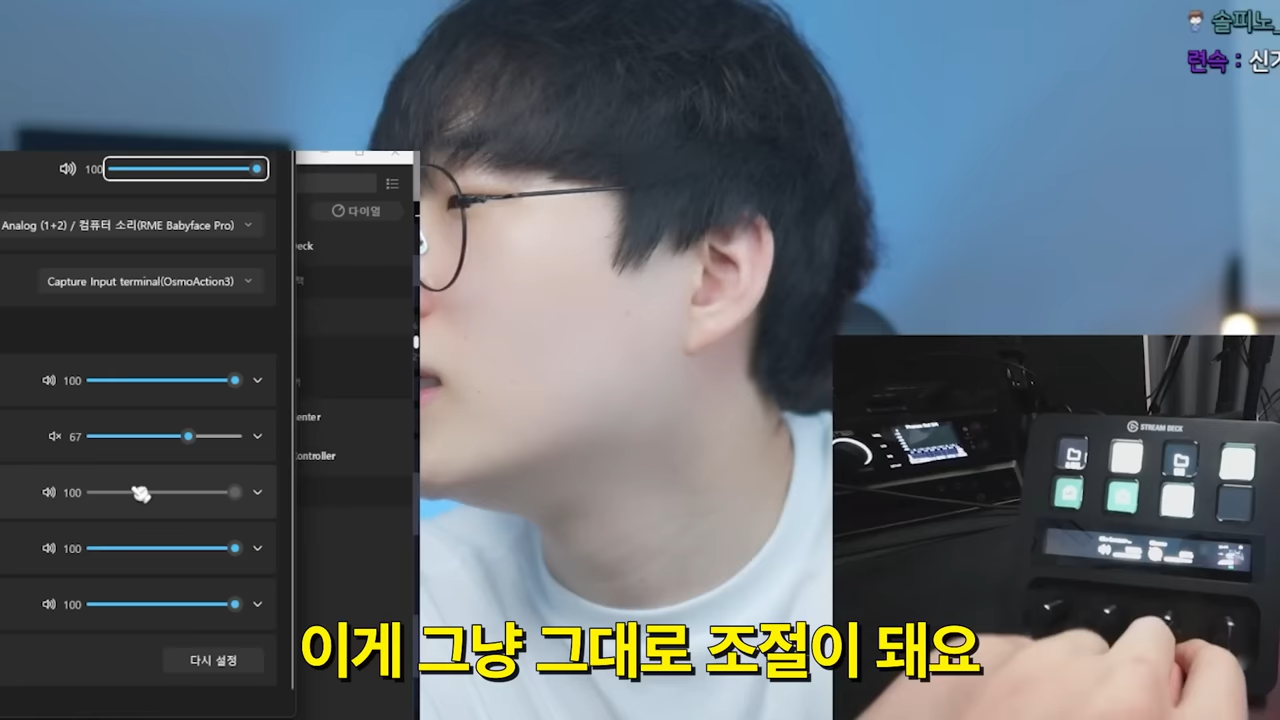 솔피노_
련속 : 신기
100
다이얼
Analog (1+2) / 컴퓨터 소리(RME Babyface Pro)
eck
Capture Input terminal(OsmoAction3)
100
67
enter
ontroller
100
100
100
다시 설정
STREAM DECK
이게 그냥 그대로 조절이 돼요